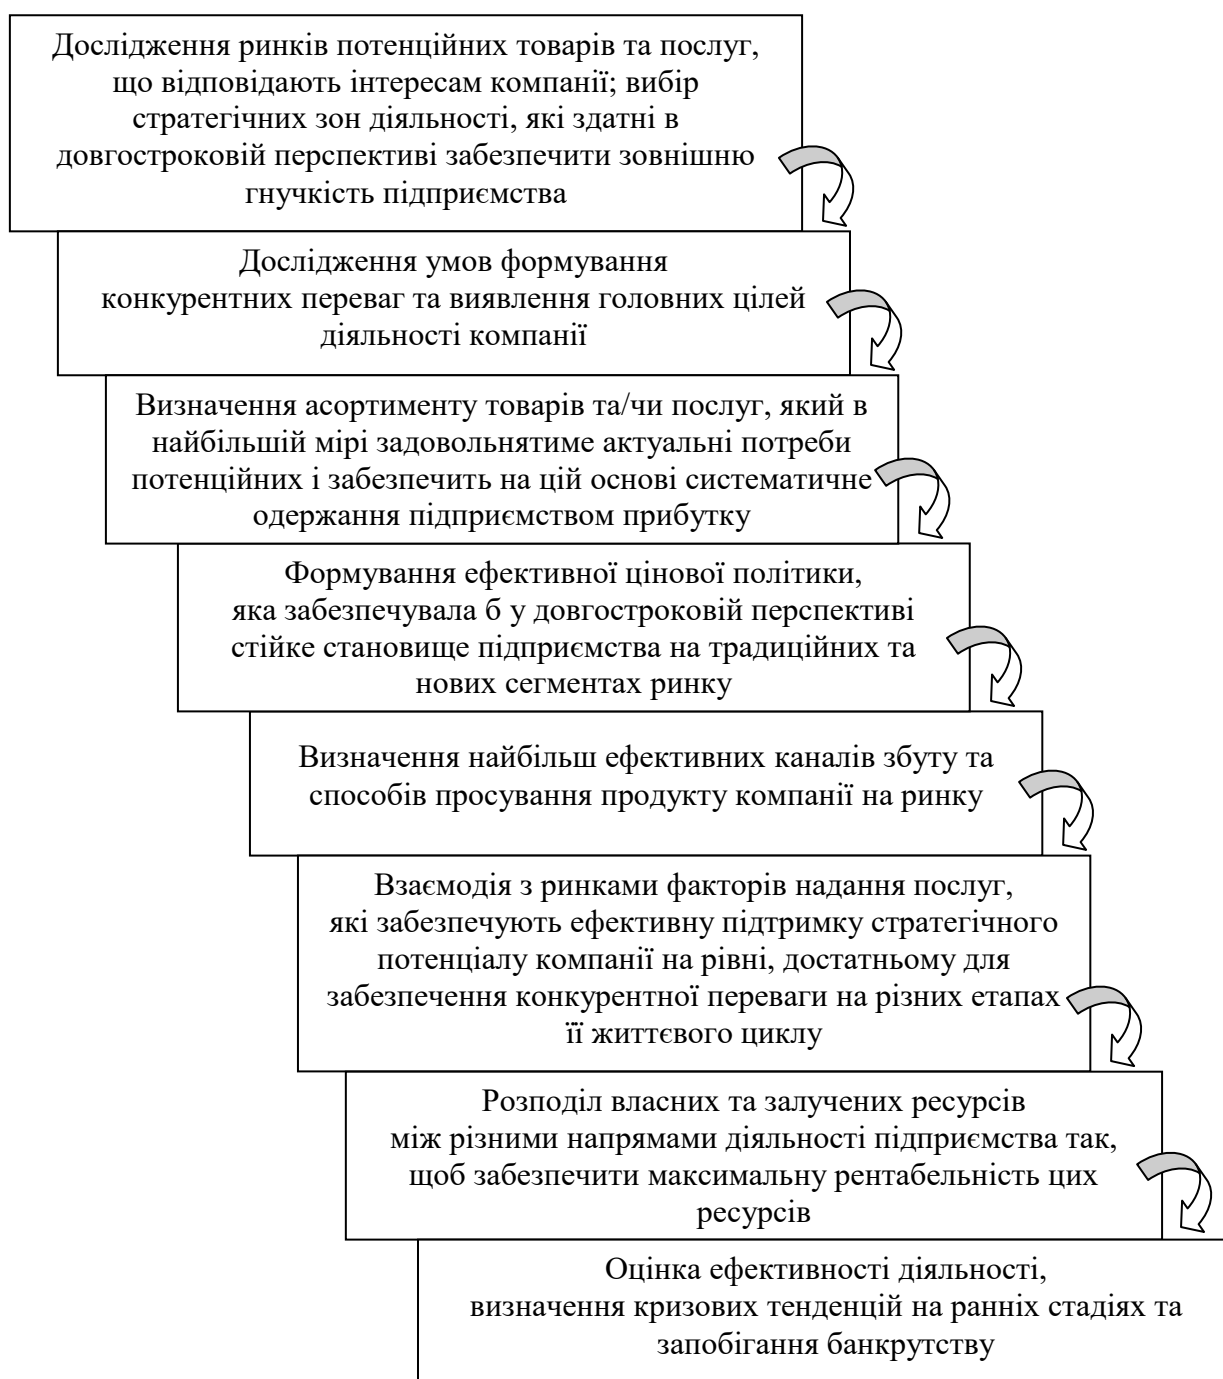 Дослідження ринків потенційних товарів та послуг,
що відповідають інтересам компанії; вибір
стратегічних зон діяльності, які здатні в
довгостроковій перспективі забезпечити зовнішню
гнучкість підприємства
Дослідження умов формування
конкурентних переваг та виявлення головних цілей
діяльності компанії
Визначення асортименту товарів та/чи послуг, який в
найбільшій мірі задовольнятиме актуальні потреби
потенційних і забезпечить на цій основі систематичне
одержання підприємством прибутку
Формування ефективної цінової політики,
яка забезпечувала б у довгостроковій перспективі
стійке становище підприємства на традиційних та
нових сегментах ринку
Визначення найбільш ефективних каналів збуту та
способів просування продукту компанії на ринку
Взаємодія з ринками факторів надання послуг,
які забезпечують ефективну підтримку стратегічного
потенціалу компанії на рівні, достатньому для
забезпечення конкурентної переваги на різних етапах
її життєвого циклу
Розподіл власних та залучених ресурсів
між різними напрямами діяльності підприємства так,
щоб забезпечити максимальну рентабельність цих
ресурсів
Оцінка ефективності діяльності,
визначення кризових тенденцій на ранніх стадіях та
запобігання банкрутству